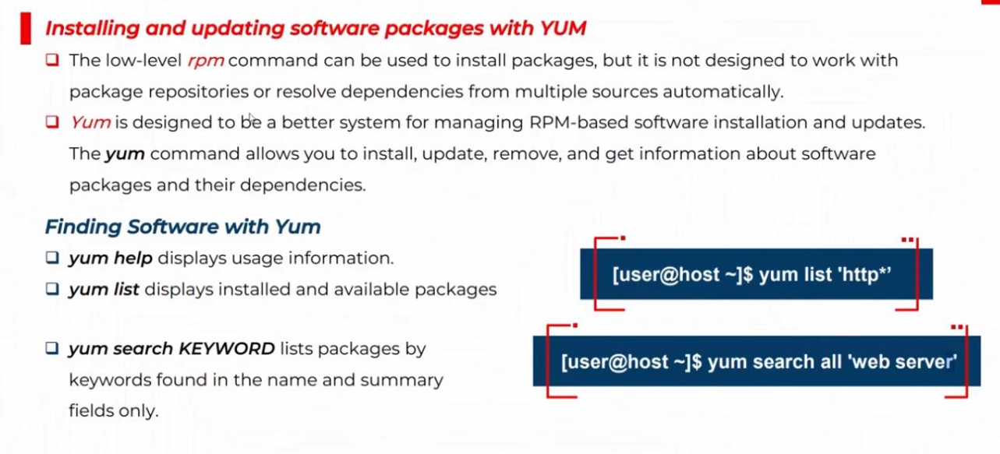 Installing and updating software packages with YUM
❑ The low-level rpm command can be used to install packages, but it is not designed to work with
package repositories or resolve dependencies from multiple sources automatically.
❑ Yum is designed to be a better system for managing RPM-based software installation and updates.
The yum command allows you to install, update, remove, and get information about software
packages and their dependencies.
Finding Software with Yum
❑ yum help displays usage information.
❑ yum list displays installed and available packages
[user@host ~]$ yum list 'http*’
❑ yum search KEYWORD lists packages by
keywords found in the name and summary
fields only.
[user@host ~]$ yum search all 'web server'